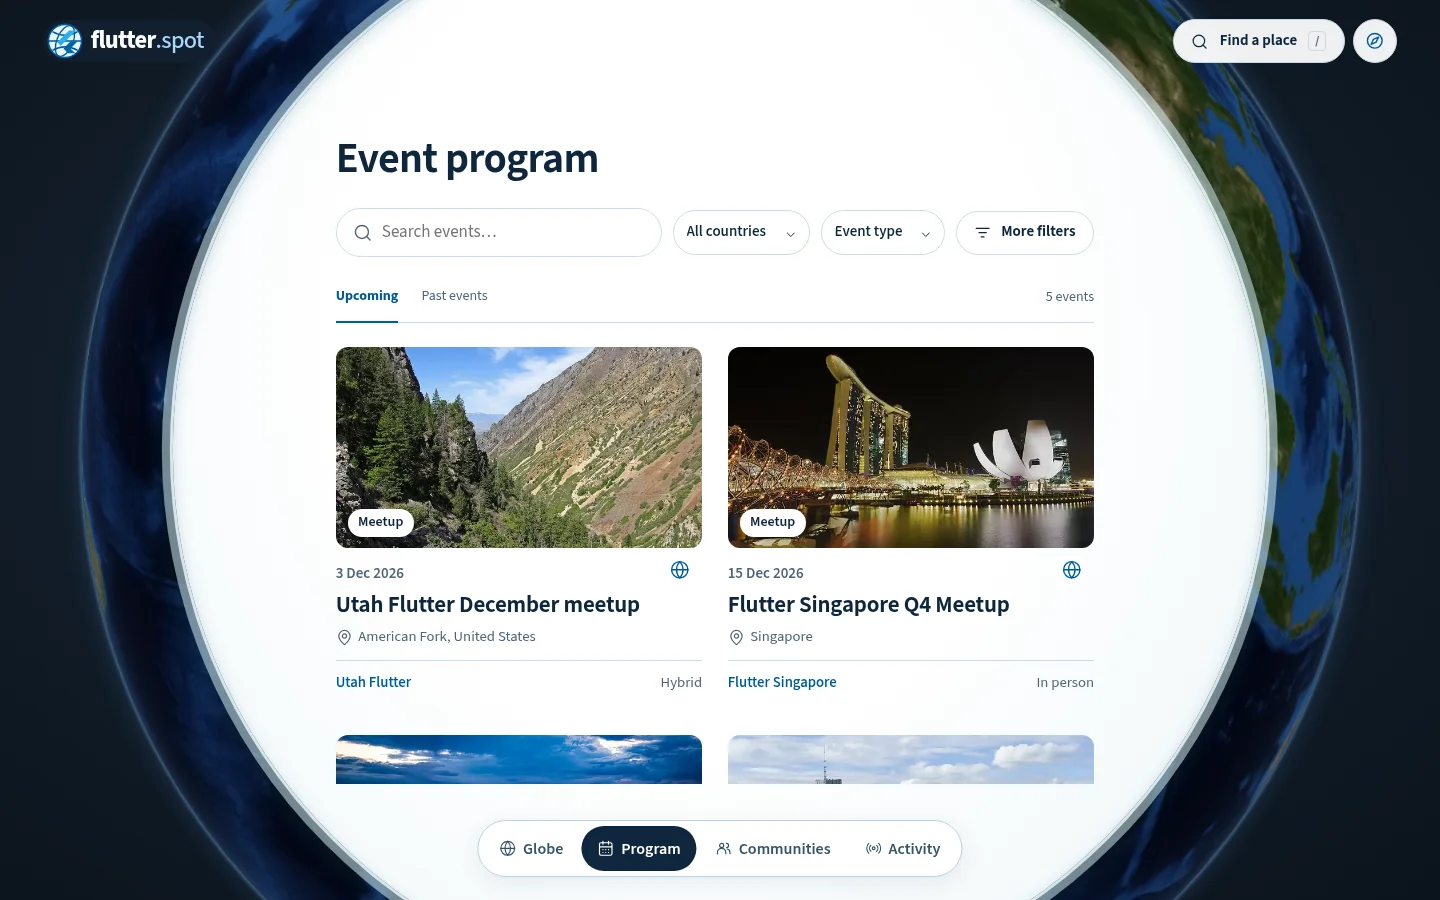 flutter.spot
Find a place /
Event program
Search events…
All countries
Event type
More filters
Upcoming
Past events
5 events
Meetup
3 Dec 2026
Utah Flutter December meetup
American Fork, United States
Utah Flutter
Hybrid
Meetup
15 Dec 2026
Flutter Singapore Q4 Meetup
Singapore
Flutter Singapore
In person
Globe
Program
Communities
Activity